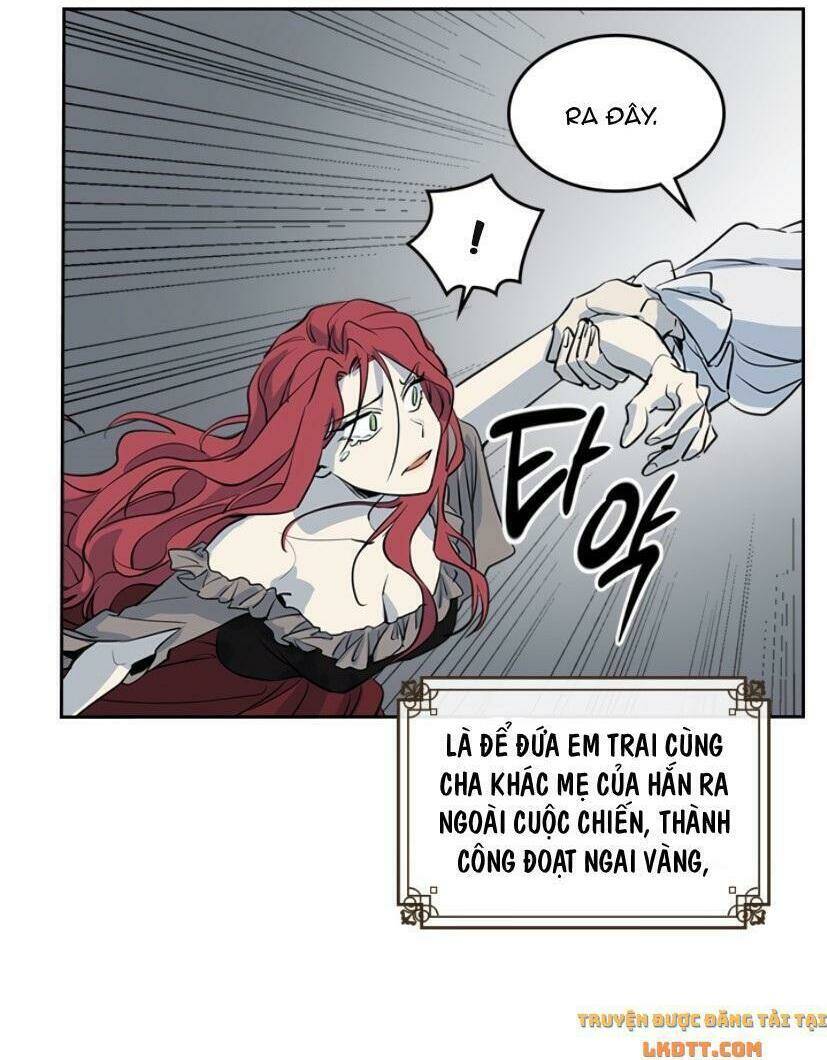 RA ĐÂY.
!
타악
LÀ ĐỂ ĐỨA EM TRAI CÙNG
CHA KHÁC MẸ CỦA HẮN RA
NGOÀI CUỘC CHIẾN, THÀNH
CÔNG ĐOẠT NGAI VÀNG,
TRUYỆN ĐƯỢC ĐĂNG TẢI TẠI
LKDTT.COM